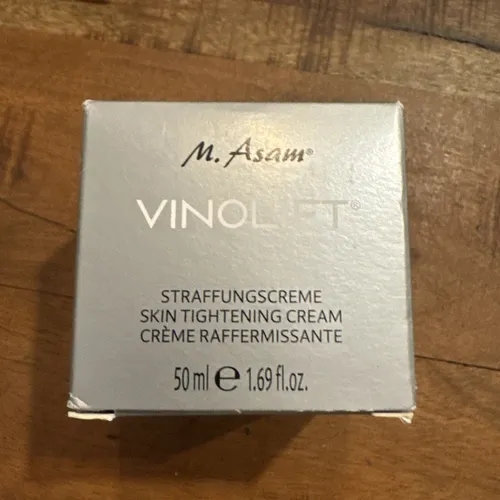 M. Asam®
VINOLIFT®
STRAFFUNGSCREME
SKIN TIGHTENING CREAM
CRÈME RAFFERMISSANTE
50 ml ℮ 1.69 fl.oz.